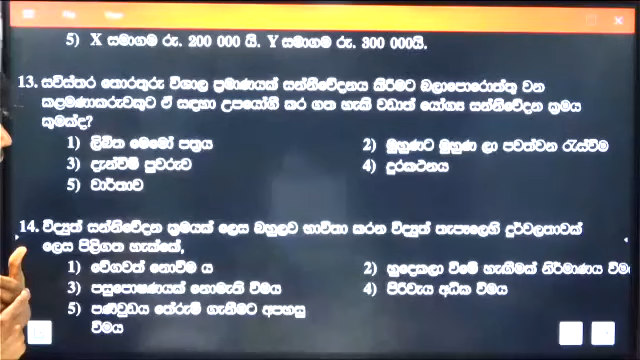 5) X සමාගම රු. 200 000 යි. Y සමාගම රු. 300 000යි.
13. සවිස්තර තොරතුරු විශාල ප්‍රමාණයක් සන්නිවේදනය කිරීමට බලාපොරොත්තු වන
කළමණාකරුවකුට ඒ සඳහා උපයෝගී කර ගත හැකි වඩාත් යෝග්‍ය සන්නිවේදන ක්‍රමය
කුමක්ද?
1) ලිඛිත මෙමෝ පත්‍රය
2) මුහුණට මුහුණ ලා පවත්වන රැස්වීම
3) දැන්වීම් පුවරුව
4) දුරකථනය
5) වාර්තාව
14. විද්‍යුත් සන්නිවේදන ක්‍රමයක් ලෙස බහුලව භාවිතා කරන විද්‍යුත් තැපෑලෙහි දුර්වලතාවක්
ලෙස පිළිගත හැක්කේ,
1) වේගවත් නොවීම ය
2) හුදෙකලා වීමේ හැඟීමක් නිර්මාණය වීම
3) පසුපෝෂණයක් නොමැති වීමය
4) පිරිවැය අධික වීමය
5) පණිවුඩය තේරුම් ගැනීමට අපහසු
වීමය